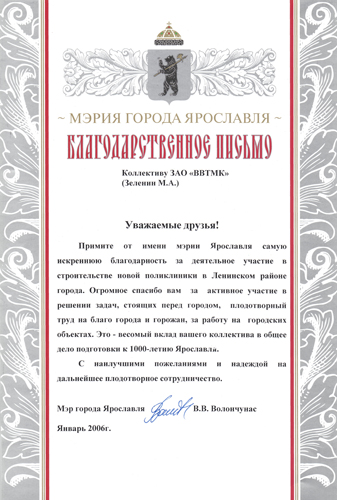 ~ МЭРИЯ ГОРОДА ЯРОСЛАВЛЯ ~
БЛАГОДАРСТВЕННОЕ ПИСЬМО
Коллективу ЗАО «ВВТМК»
(Зеленин М.А.)
Уважаемые друзья!
Примите от имени мэрии Ярославля самую
искреннюю благодарность за деятельное участие в
строительстве новой поликлиники в Ленинском районе
города. Огромное спасибо вам за активное участие в
решении задач, стоящих перед городом, плодотворный
труд на благо города и горожан, за работу на городских
объектах. Это - весомый вклад вашего коллектива в общее
дело подготовки к 1000-летию Ярославля.
С наилучшими пожеланиями и надеждой на
дальнейшее плодотворное сотрудничество.
Мэр города Ярославля В.В. Волончунас
Январь 2006г.